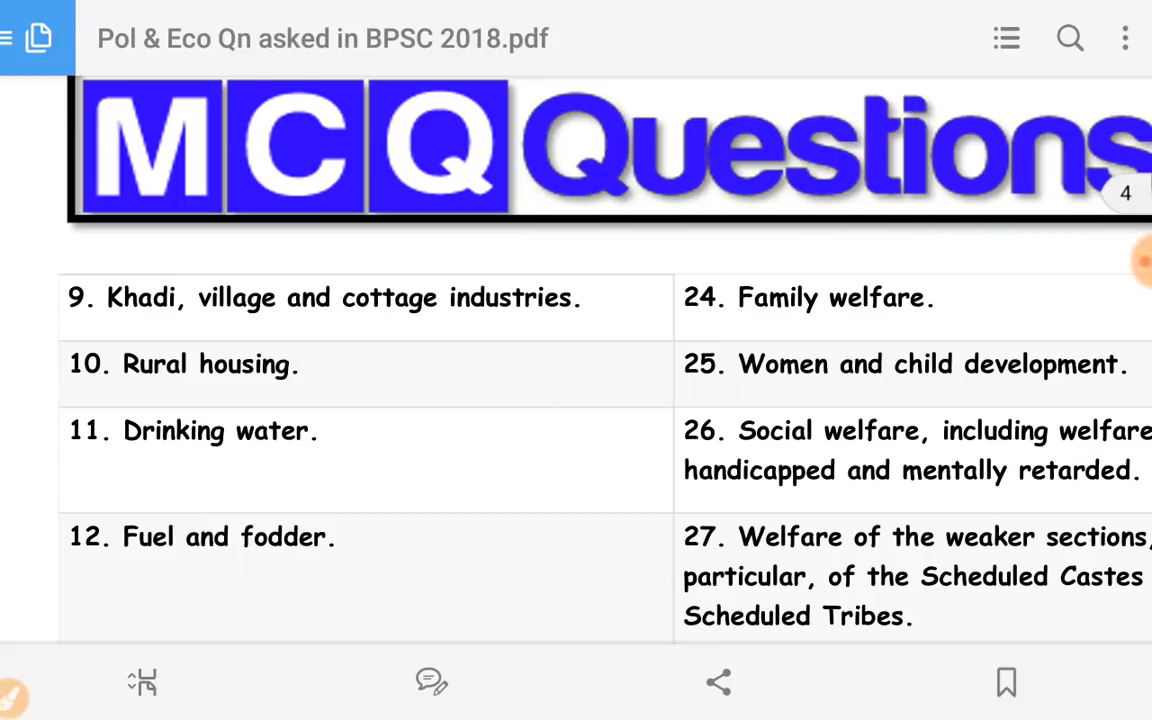 Pol & Eco Qn asked in BPSC 2018.pdf
MCQ Questions
4
9. Khadi, village and cottage industries.
24. Family welfare.
10. Rural housing.
25. Women and child development.
11. Drinking water.
26. Social welfare, including welfare
handicapped and mentally retarded.
12. Fuel and fodder.
27. Welfare of the weaker sections,
particular, of the Scheduled Castes
Scheduled Tribes.